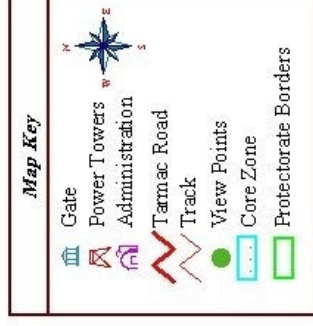 Map Key
Gate
Power Towers
Administration
Tarmac Road
Track
View Points
Core Zone
Protectorate Borders
N
W
E
S